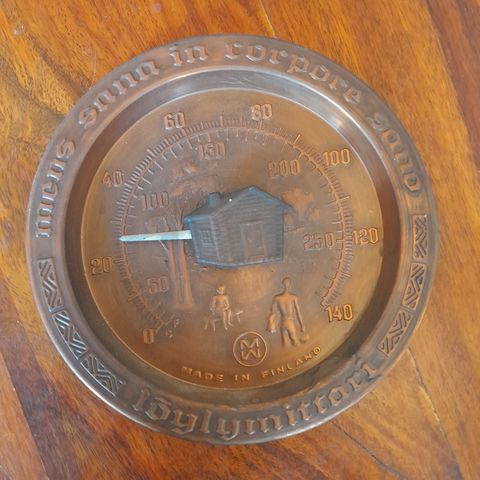 mens sana in corpore sano
0 20 40 60 80 100 120 140
50 100 150 200 250
F C
MADE IN FINLAND
löylymittari